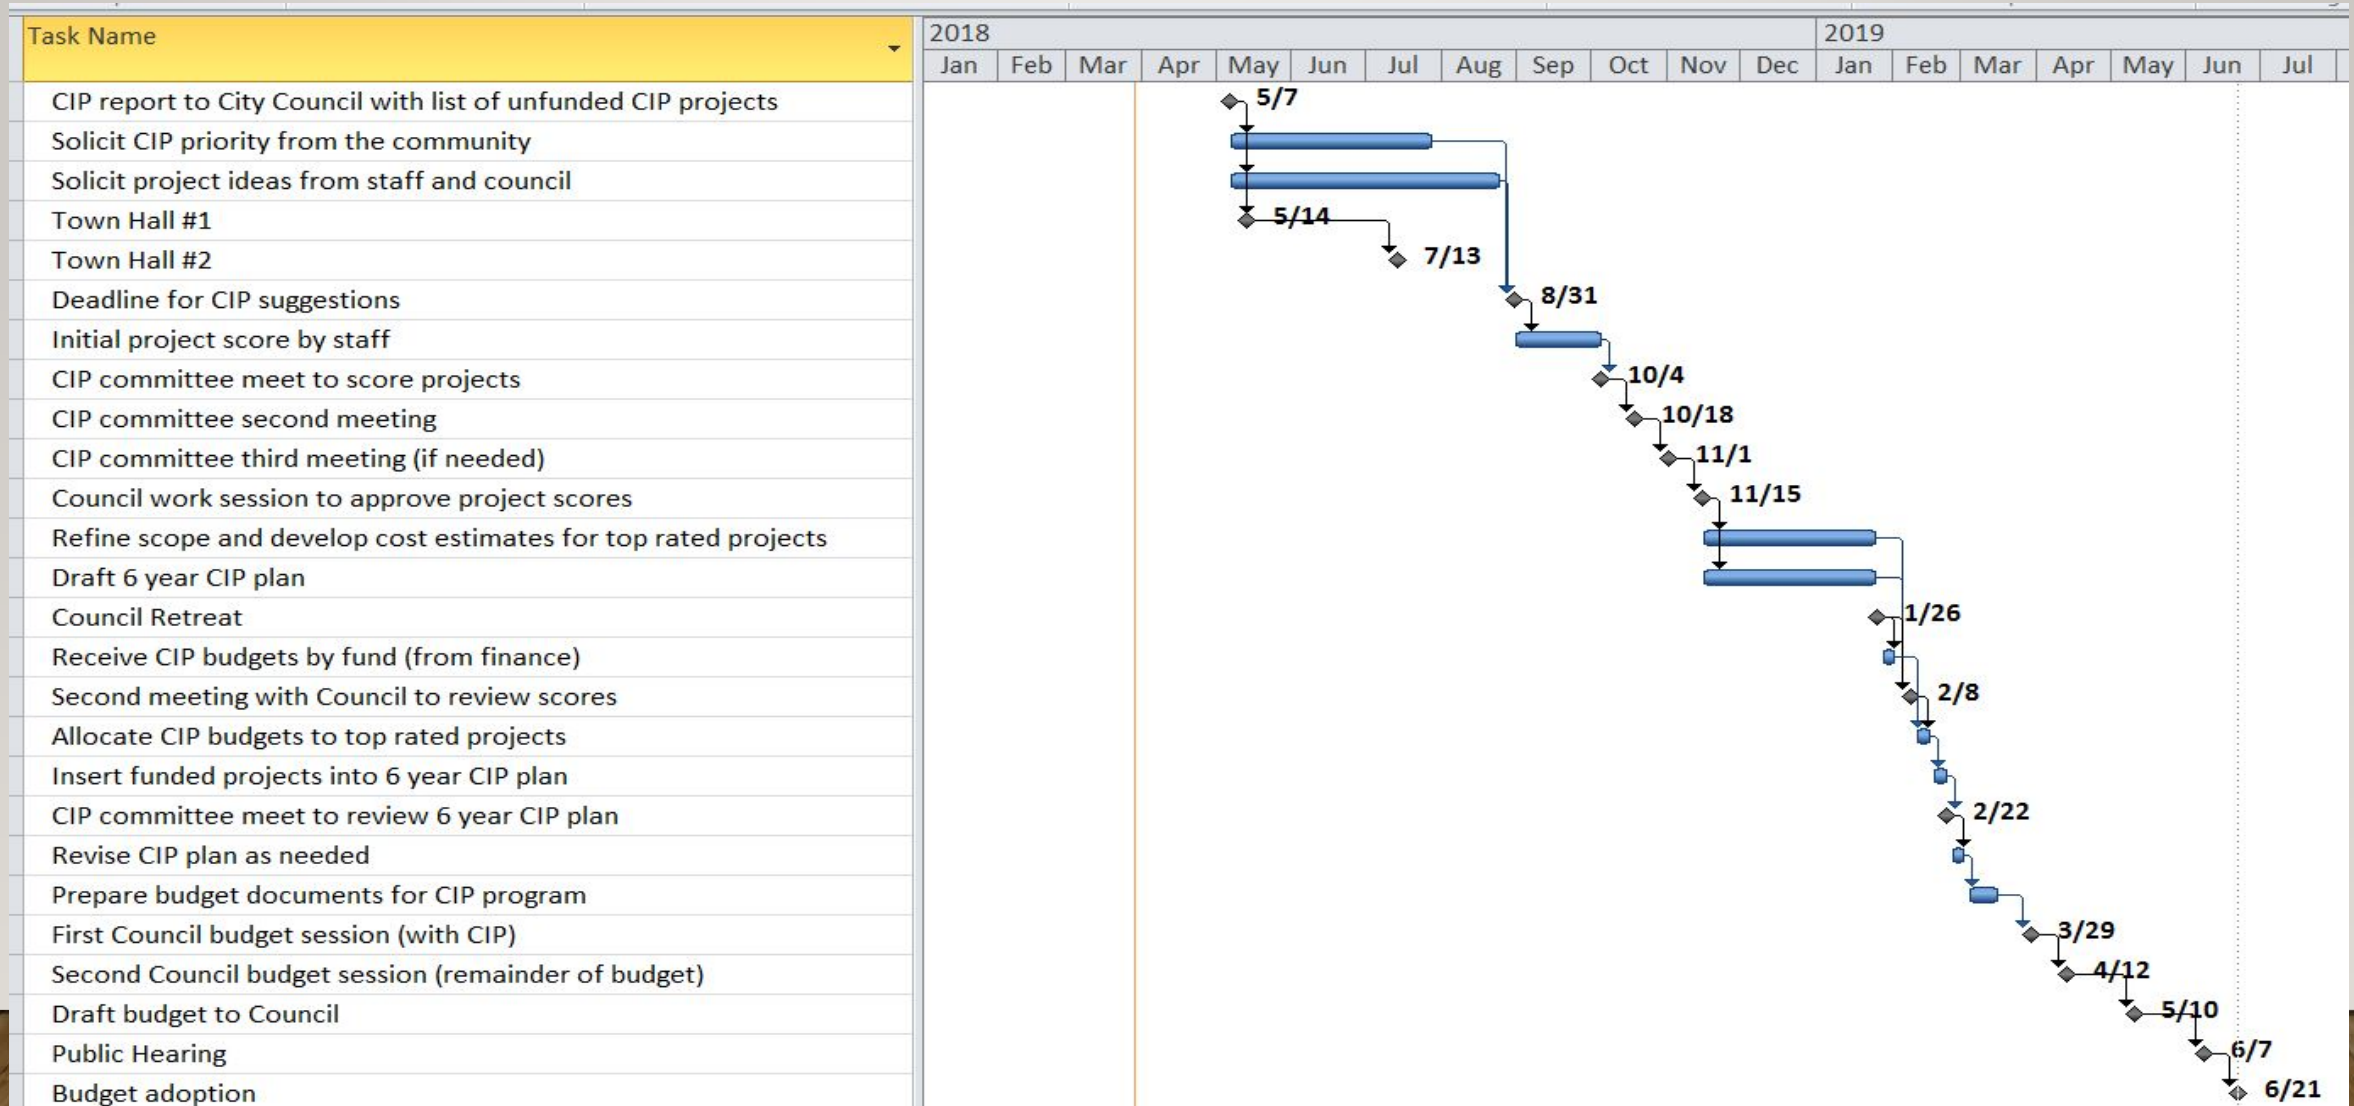 Task Name
2018 2019
Jan Feb Mar Apr May Jun Jul Aug Sep Oct Nov Dec Jan Feb Mar Apr May Jun Jul
CIP report to City Council with list of unfunded CIP projects 5/7
Solicit CIP priority from the community
Solicit project ideas from staff and council
Town Hall #1 5/14
Town Hall #2 7/13
Deadline for CIP suggestions 8/31
Initial project score by staff
CIP committee meet to score projects 10/4
CIP committee second meeting 10/18
CIP committee third meeting (if needed) 11/1
Council work session to approve project scores 11/15
Refine scope and develop cost estimates for top rated projects
Draft 6 year CIP plan
Council Retreat 1/26
Receive CIP budgets by fund (from finance)
Second meeting with Council to review scores 2/8
Allocate CIP budgets to top rated projects
Insert funded projects into 6 year CIP plan
CIP committee meet to review 6 year CIP plan 2/22
Revise CIP plan as needed
Prepare budget documents for CIP program
First Council budget session (with CIP) 3/29
Second Council budget session (remainder of budget) 4/12
Draft budget to Council 5/10
Public Hearing 6/7
Budget adoption 6/21